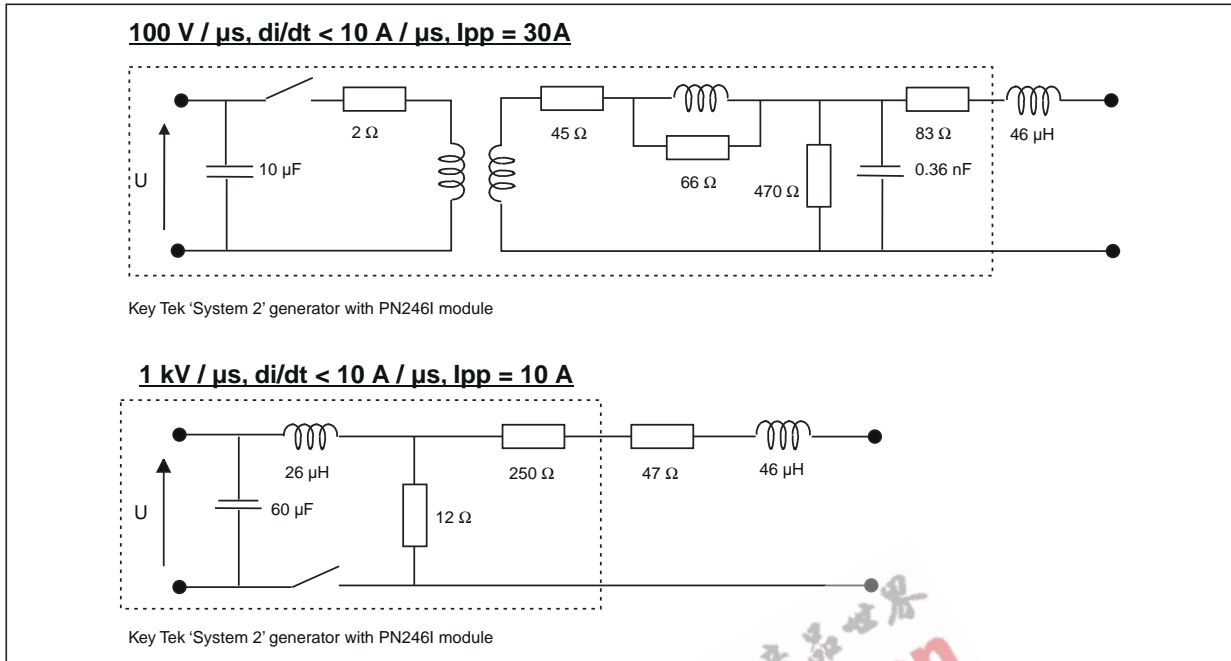 100 V / µs, di/dt < 10 A / µs, Ipp = 30A
2 Ω
45 Ω
66 Ω
470 Ω
83 Ω
46 µH
10 µF
0.36 nF
U
Key Tek 'System 2' generator with PN246I module
1 kV / µs, di/dt < 10 A / µs, Ipp = 10 A
26 µH
250 Ω
47 Ω
46 µH
60 µF
12 Ω
U
Key Tek 'System 2' generator with PN246I module